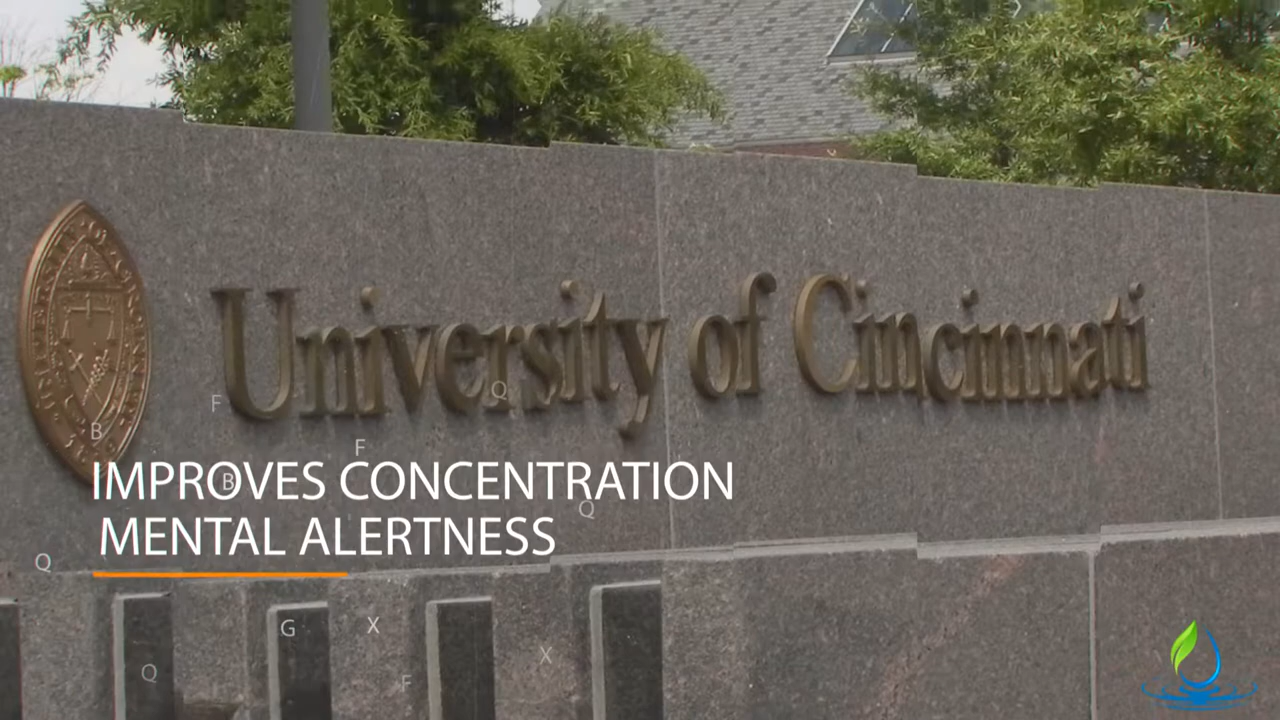 University of Cincinnati
F
Q
B
F
IMPROVES CONCENTRATION
B
Q
MENTAL ALERTNESS
Q
G
X
X
Q
F